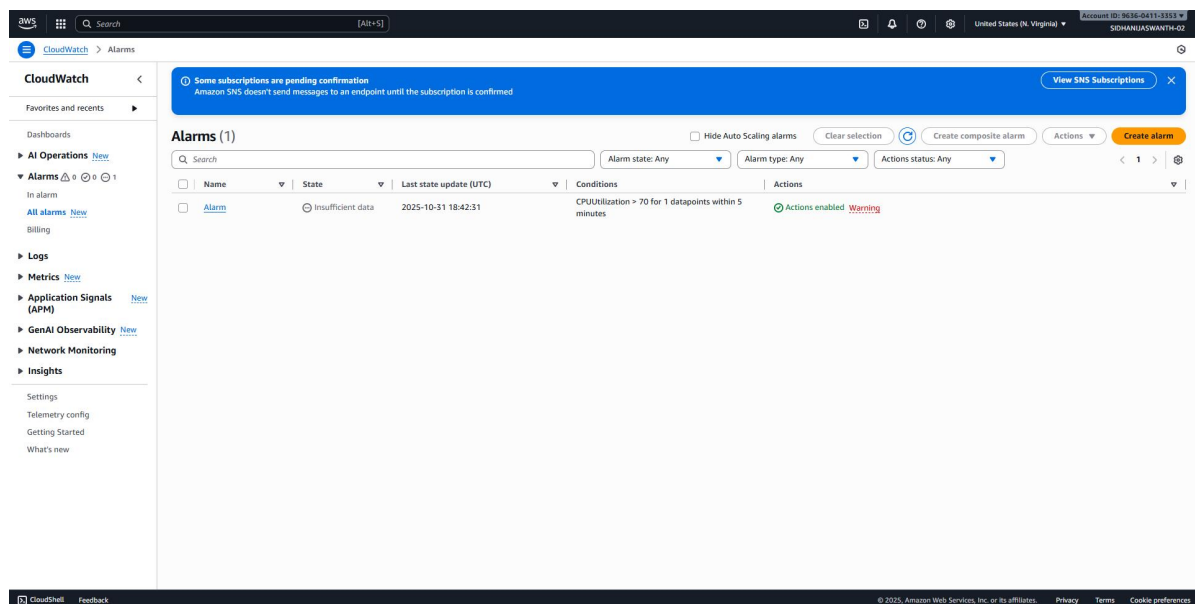 aws
Search [Alt+S]
United States (N. Virginia)
Account ID: 9636-0411-3353
SIDHANIJASWANTH-02
CloudWatch > Alarms
CloudWatch
Favorites and recents
Dashboards
AI Operations New
Alarms 0 0 1
In alarm
All alarms New
Billing
Logs
Metrics New
Application Signals (APM) New
GenAI Observability New
Network Monitoring
Insights
Settings
Telemetry config
Getting Started
What's new
Some subscriptions are pending confirmation
Amazon SNS doesn't send messages to an endpoint until the subscription is confirmed
View SNS Subscriptions
Alarms (1)
Hide Auto Scaling alarms
Clear selection
Create composite alarm
Actions
Create alarm
Search
Alarm state: Any
Alarm type: Any
Actions status: Any
1
Name State Last state update (UTC) Conditions Actions
Alarm Insufficient data 2025-10-31 18:42:31 CPUUtilization > 70 for 1 datapoints within 5
minutes
Actions enabled Warning
CloudShell Feedback
© 2025, Amazon Web Services, Inc. or its affiliates. Privacy Terms Cookie preferences